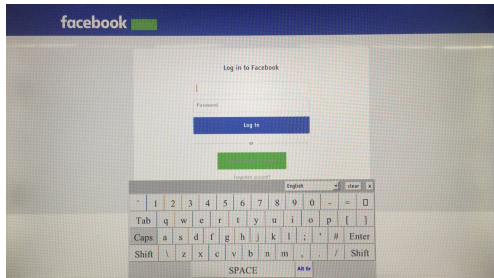 facebook
Log in to Facebook
Password
Log In
or
Forgotten account?
English clear x
` 1 2 3 4 5 6 7 8 9 0 - =
Tab q w e r t y u i o p [ ]
Caps a s d f g h j k l ; ' # Enter
Shift \ z x c v b n m , . / Shift
SPACE Alt Gr